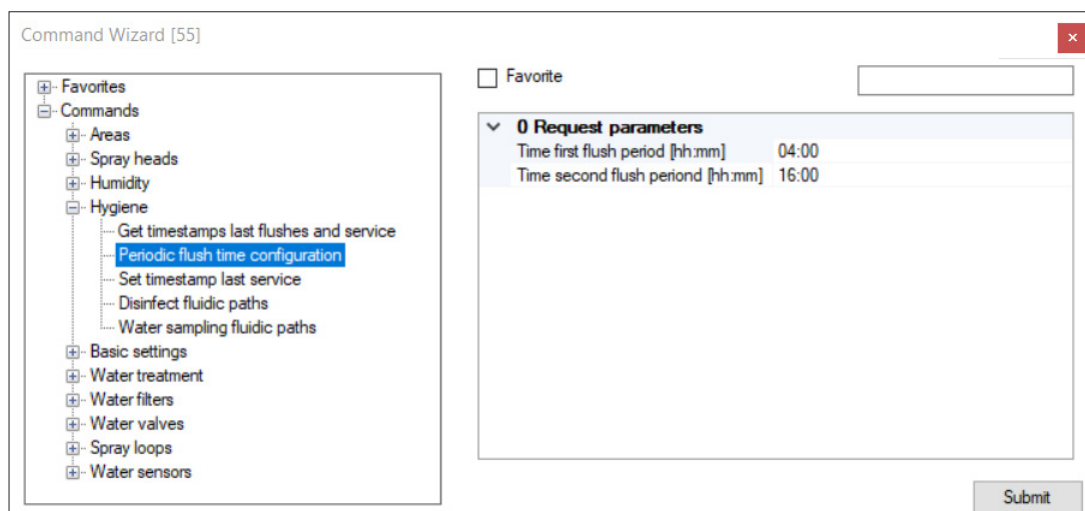 Command Wizard [55]
Favorites
Commands
Areas
Spray heads
Humidity
Hygiene
Get timestamps last flushes and service
Periodic flush time configuration
Set timestamp last service
Disinfect fluidic paths
Water sampling fluidic paths
Basic settings
Water treatment
Water filters
Water valves
Spray loops
Water sensors
Favorite
0 Request parameters
Time first flush period [hh:mm] 04:00
Time second flush periond [hh:mm] 16:00
Submit